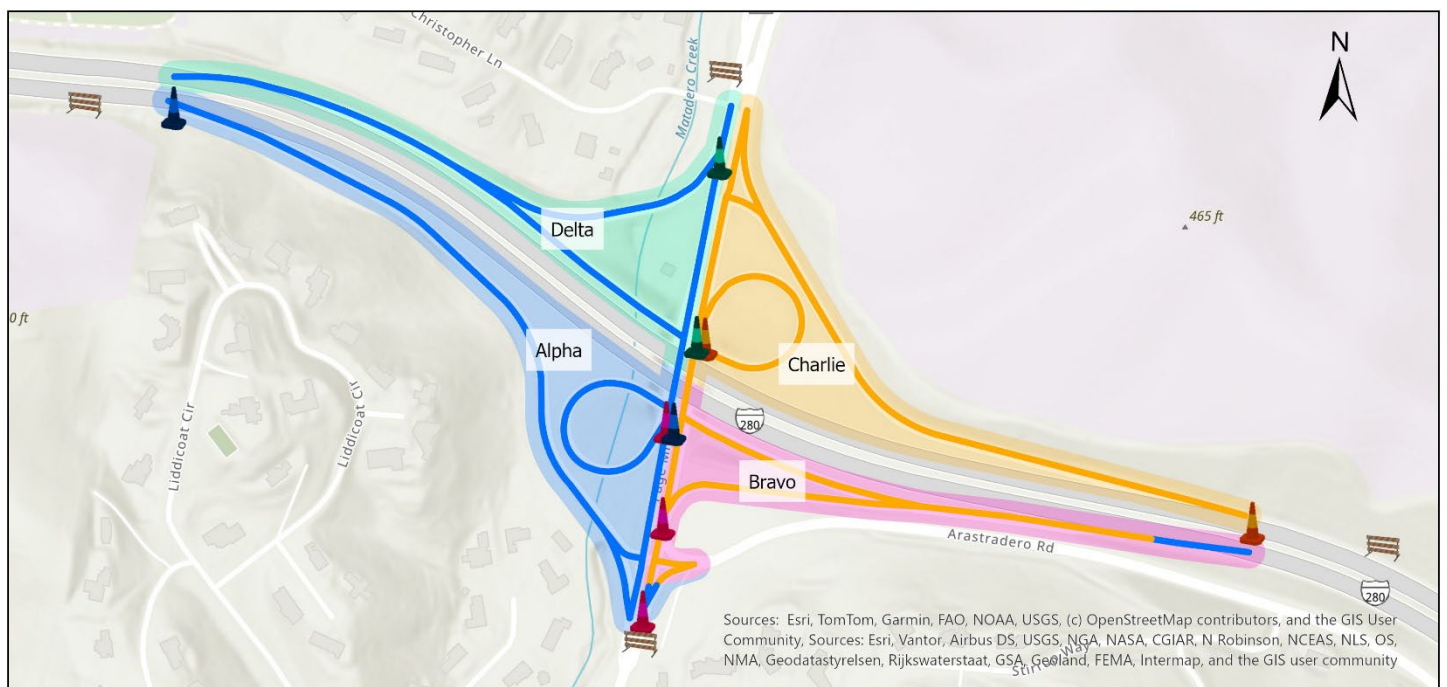 Christopher Ln
Matadero Creek
N
465 ft
0 ft
Delta
Alpha
Charlie
280
Liddicoat Cir
Liddicoat Cir
Bravo
Arastradero Rd
280
Sources: Esri, TomTom, Garmin, FAO, NOAA, USGS, (c) OpenStreetMap contributors, and the GIS User
Community, Sources: Esri, Vantor, Airbus DS, USGS, NGA, NASA, CGIAR, N Robinson, NCEAS, NLS, OS,
NMA, Geodatastyrelsen, Rijkswaterstaat, GSA, Geoland, FEMA, Intermap, and the GIS user community